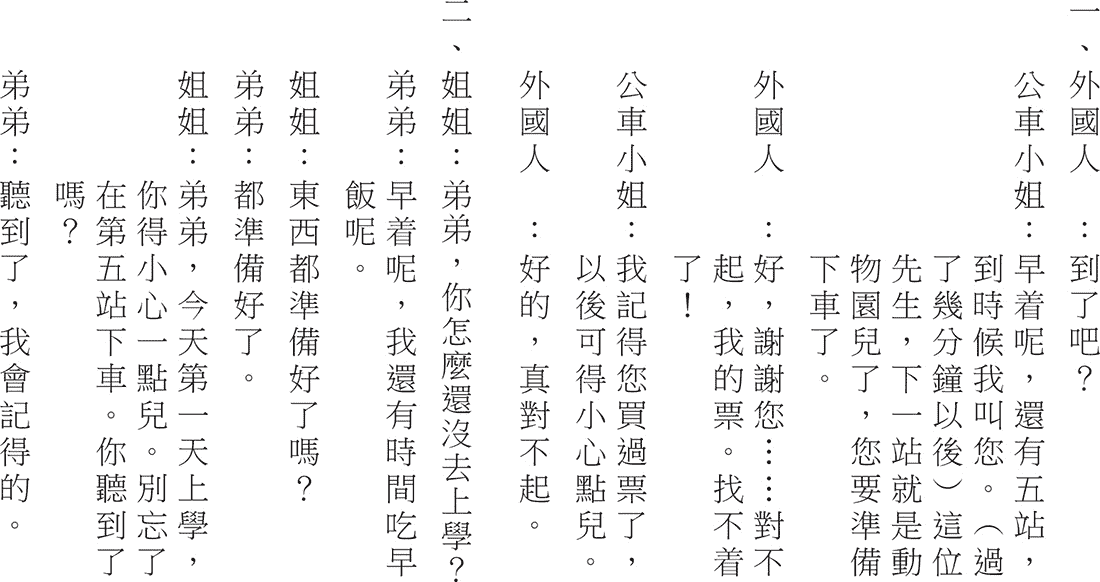 一、外國人　：到了吧？
公車小姐：早着呢，還有五站，
到時候我叫您。（過
了幾分鐘以後）這位
先生，下一站就是動
物園兒了，您要準備
下車了。
外國人　：好，謝謝您……對不
起，我的票。找不着
了！
公車小姐：我記得您買過票了，
以後可得小心點兒。
外國人　：好的，真對不起。
二、姐姐：弟弟，你怎麼還沒去上學？
弟弟：早着呢，我還有時間吃早
飯呢。
姐姐：東西都準備好了嗎？
弟弟：都準備好了。
姐姐：弟弟，今天第一天上學，
你得小心一點兒。別忘了
在第五站下車。你聽到了
嗎？
弟弟：聽到了，我會記得的。